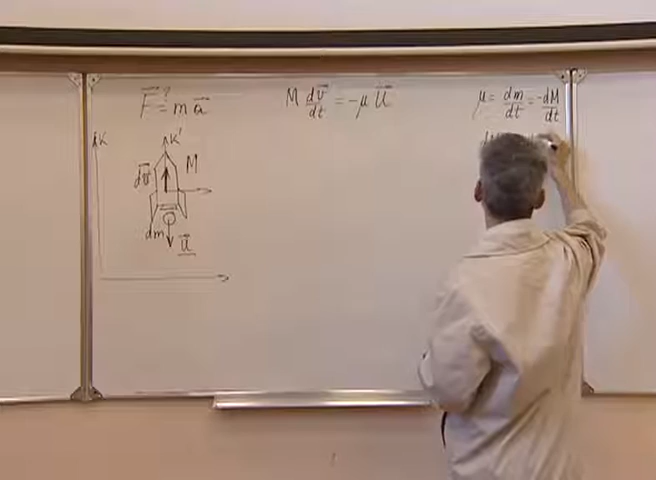 F⃗ ?= m a⃗
M dv⃗/dt = -μ U⃗
μ = dm/dt = -dM/dt
K
K'
dv⃗
M
dm
U⃗